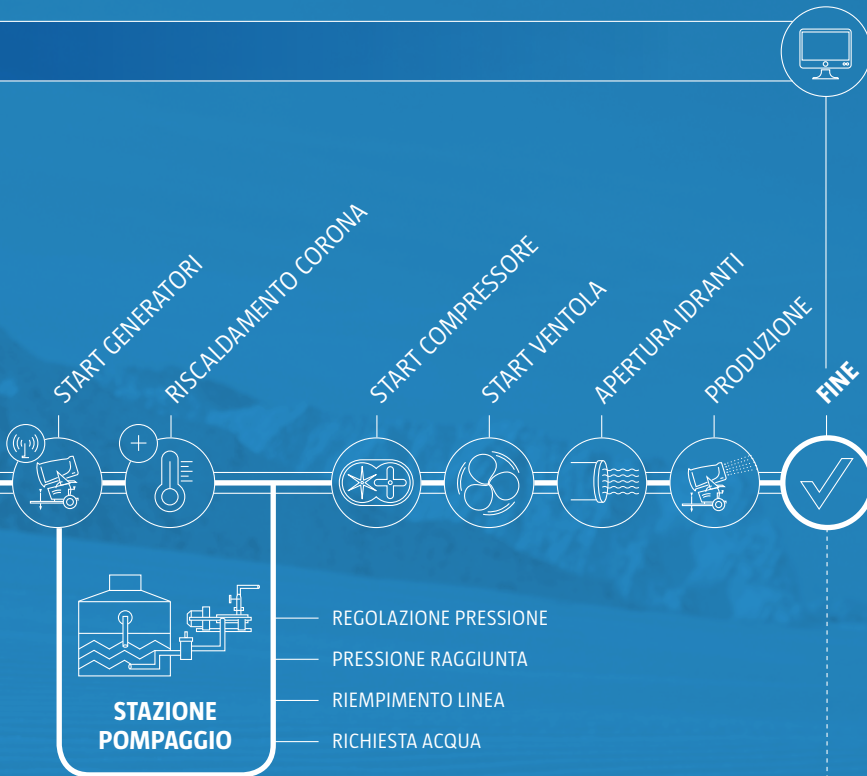 START GENERATORI
RISCALDAMENTO CORONA
START COMPRESSORE
START VENTOLA
APERTURA IDRANTI
PRODUZIONE
FINE
REGOLAZIONE PRESSIONE
PRESSIONE RAGGIUNTA
RIEMPIMENTO LINEA
RICHIESTA ACQUA
STAZIONE
POMPAGGIO